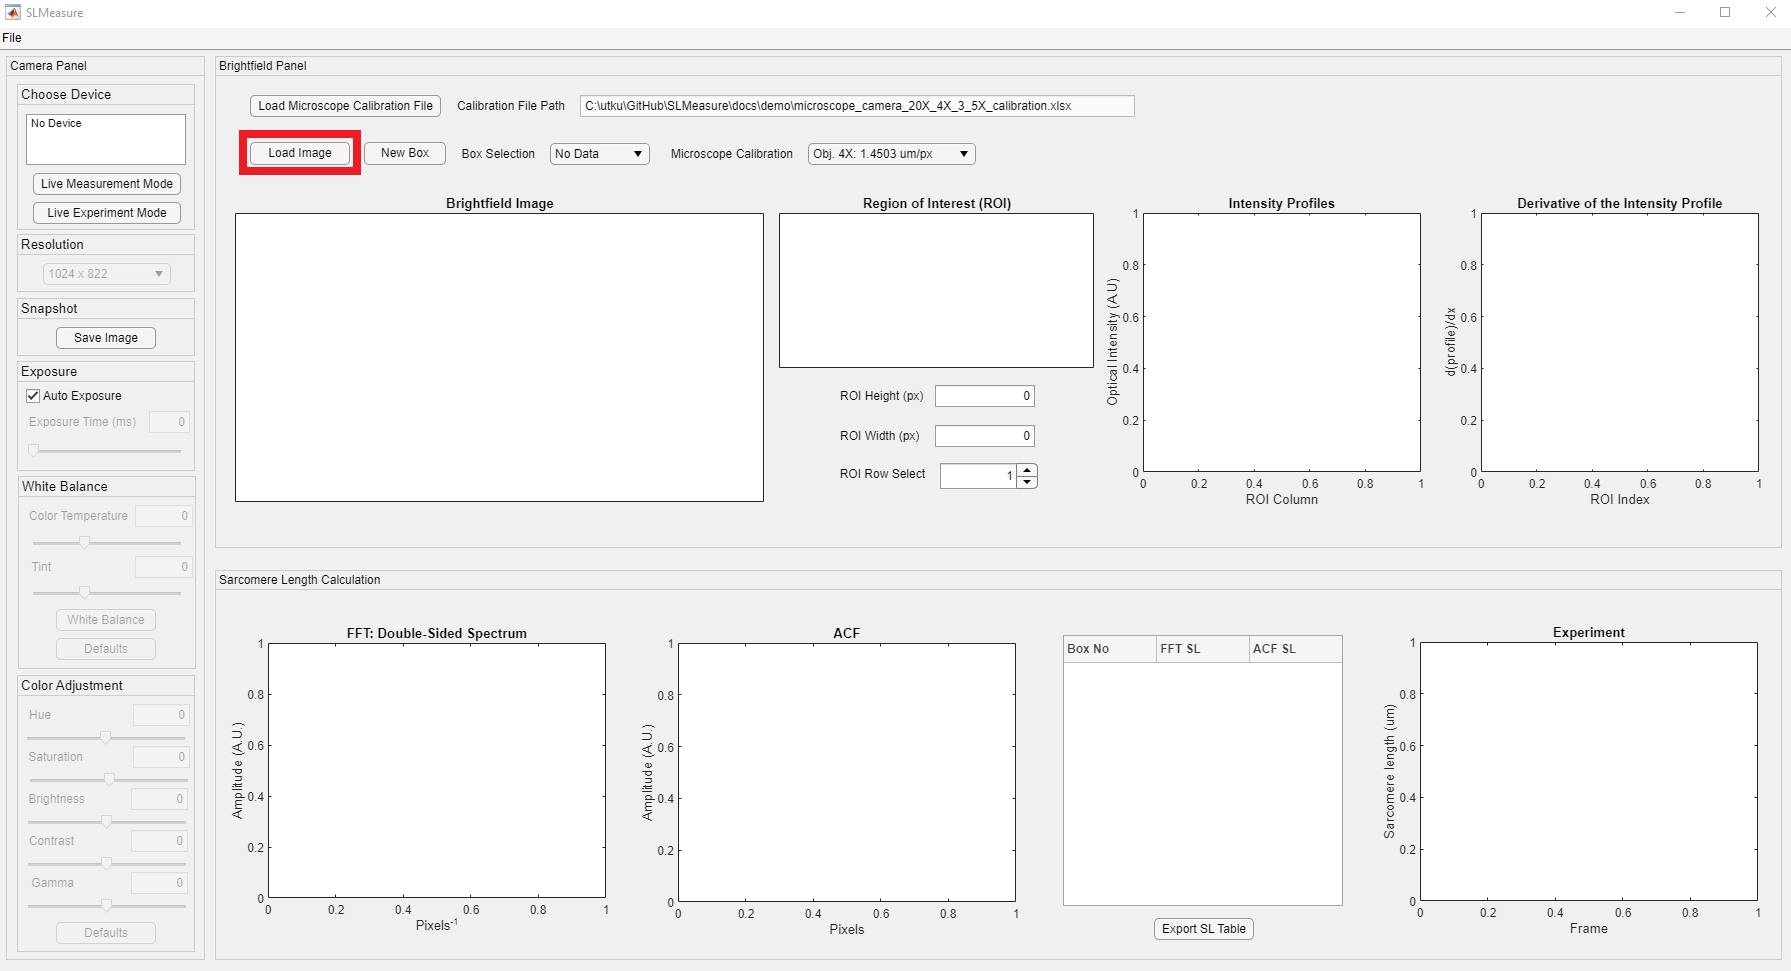 SLMeasure
File
Camera Panel
Choose Device
No Device
Live Measurement Mode
Live Experiment Mode
Resolution
1024 x 822
Snapshot
Save Image
Exposure
Auto Exposure
Exposure Time (ms) 0
White Balance
Color Temperature 0
Tint 0
White Balance
Defaults
Color Adjustment
Hue 0
Saturation 0
Brightness 0
Contrast 0
Gamma 0
Defaults
Brightfield Panel
Load Microscope Calibration File Calibration File Path C:\utku\GitHub\SLMeasure\docs\demo\microscope_camera_20X_4X_3_5X_calibration.xlsx
Load Image New Box Box Selection No Data Microscope Calibration Obj. 4X: 1.4503 um/px
Brightfield Image
Region of Interest (ROI)
ROI Height (px) 0
ROI Width (px) 0
ROI Row Select 1
Intensity Profiles
Optical Intensity (A.U)
1
0.8
0.6
0.4
0.2
0
0 0.2 0.4 0.6 0.8 1
ROI Column
Derivative of the Intensity Profile
d(profile)/dx
1
0.8
0.6
0.4
0.2
0
0 0.2 0.4 0.6 0.8 1
ROI Index
Sarcomere Length Calculation
FFT: Double-Sided Spectrum
Amplitude (A.U.)
1
0.8
0.6
0.4
0.2
0
0 0.2 0.4 0.6 0.8 1
Pixels-1
ACF
Amplitude (A.U.)
1
0.8
0.6
0.4
0.2
0
0 0.2 0.4 0.6 0.8 1
Pixels
Box No FFT SL ACF SL
Export SL Table
Experiment
Sarcomere length (um)
1
0.8
0.6
0.4
0.2
0
0 0.2 0.4 0.6 0.8 1
Frame